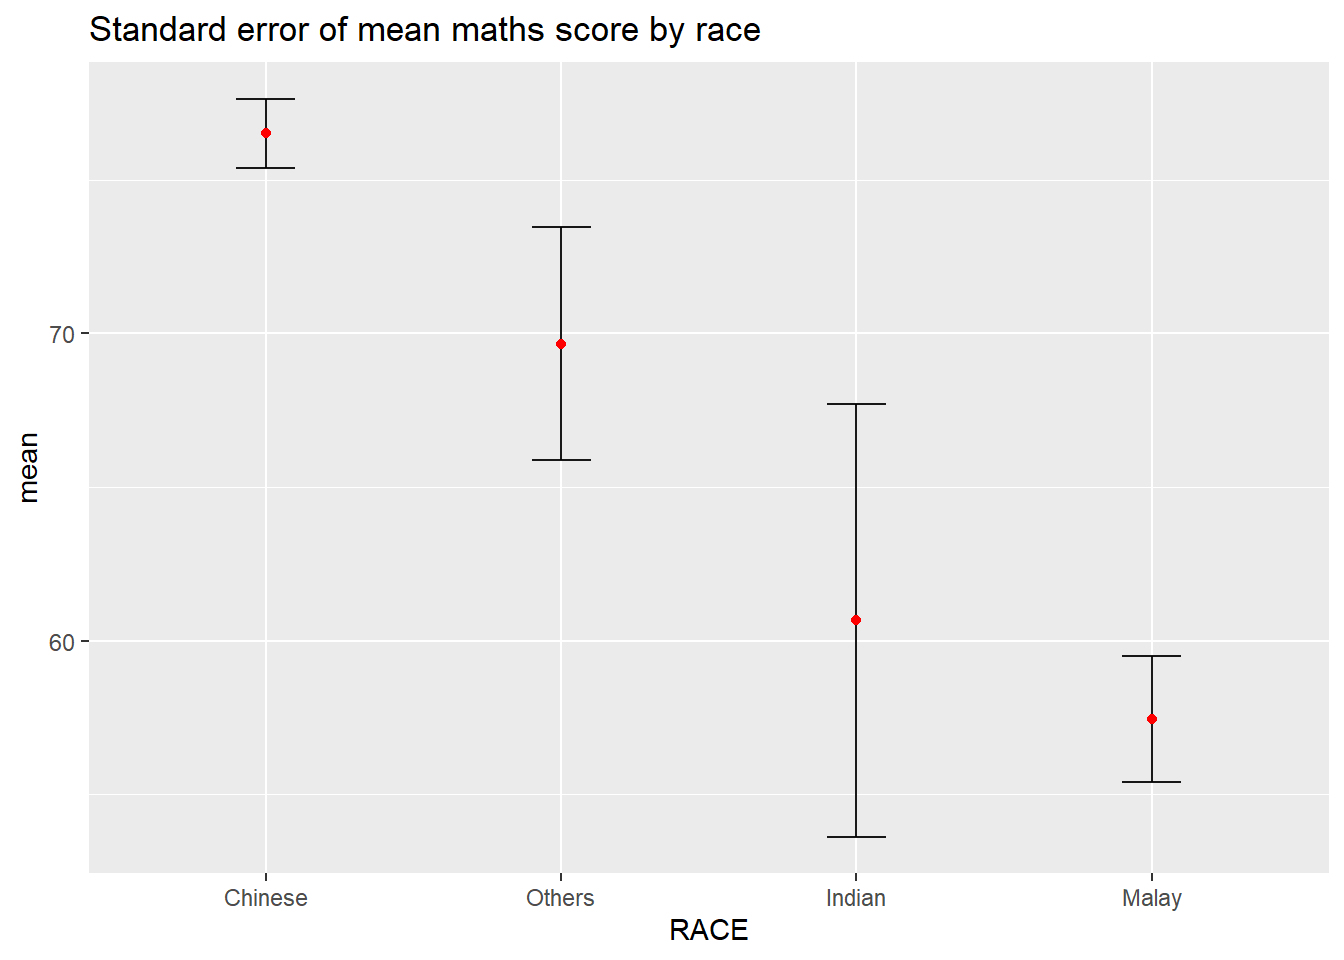 Standard error of mean maths score by race
mean
70
60
Chinese Others Indian Malay
RACE